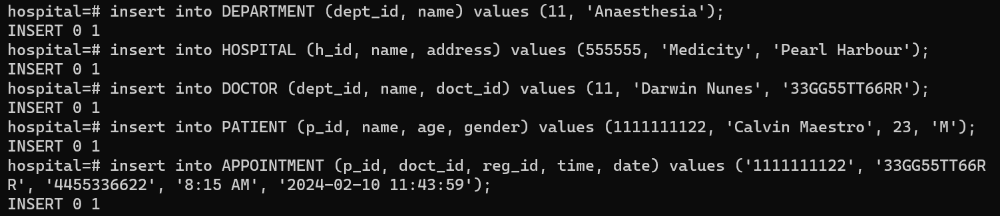 hospital=# insert into DEPARTMENT (dept_id, name) values (11, 'Anaesthesia');
INSERT 0 1
hospital=# insert into HOSPITAL (h_id, name, address) values (555555, 'Medicity', 'Pearl Harbour');
INSERT 0 1
hospital=# insert into DOCTOR (dept_id, name, doct_id) values (11, 'Darwin Nunes', '33GG55TT66RR');
INSERT 0 1
hospital=# insert into PATIENT (p_id, name, age, gender) values (1111111122, 'Calvin Maestro', 23, 'M');
INSERT 0 1
hospital=# insert into APPOINTMENT (p_id, doct_id, reg_id, time, date) values ('1111111122', '33GG55TT66R
R', '4455336622', '8:15 AM', '2024-02-10 11:43:59');
INSERT 0 1